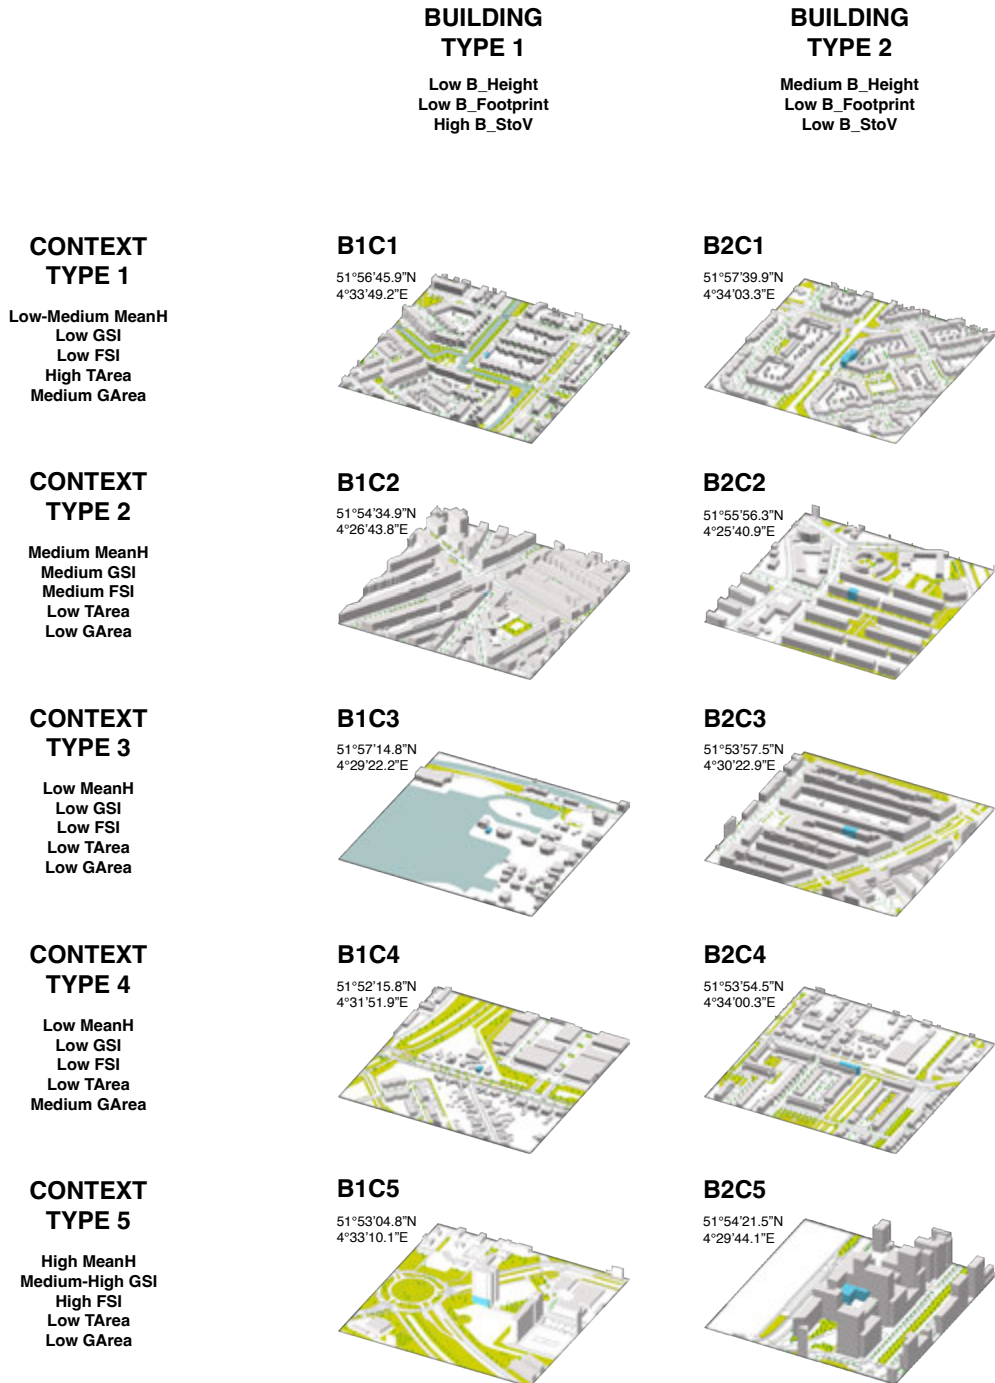 BUILDING
TYPE 1
Low B_Height
Low B_Footprint
High B_StoV
BUILDING
TYPE 2
Medium B_Height
Low B_Footprint
Low B_StoV
CONTEXT
TYPE 1
Low-Medium MeanH
Low GSI
Low FSI
High TArea
Medium GArea
B1C1
51°56'45.9"N
4°33'49.2"E
B2C1
51°57'39.9"N
4°34'03.3"E
CONTEXT
TYPE 2
Medium MeanH
Medium GSI
Medium FSI
Low TArea
Low GArea
B1C2
51°54'34.9"N
4°26'43.8"E
B2C2
51°55'56.3"N
4°25'40.9"E
CONTEXT
TYPE 3
Low MeanH
Low GSI
Low FSI
Low TArea
Low GArea
B1C3
51°57'14.8"N
4°29'22.2"E
B2C3
51°53'57.5"N
4°30'22.9"E
CONTEXT
TYPE 4
Low MeanH
Low GSI
Low FSI
Low TArea
Medium GArea
B1C4
51°52'15.8"N
4°31'51.9"E
B2C4
51°53'54.5"N
4°34'00.3"E
CONTEXT
TYPE 5
High MeanH
Medium-High GSI
High FSI
Low TArea
Low GArea
B1C5
51°53'04.8"N
4°33'10.1"E
B2C5
51°54'21.5"N
4°29'44.1"E